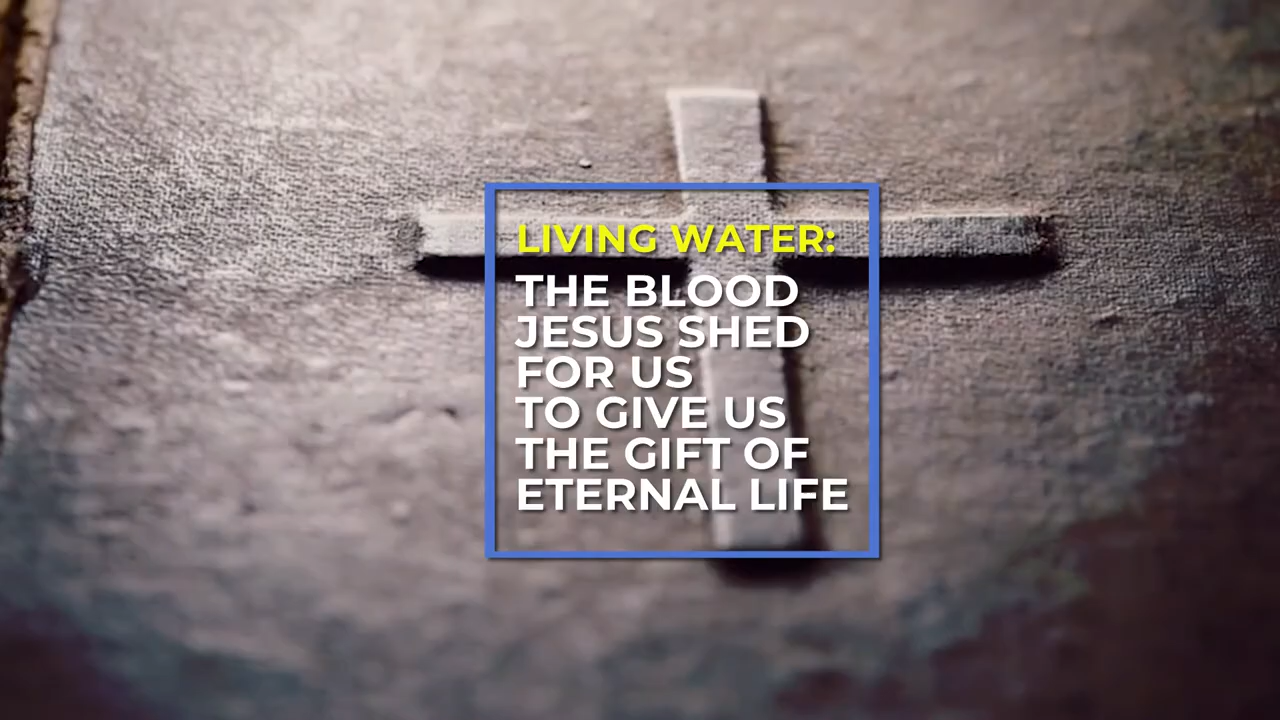 LIVING WATER:
THE BLOOD
JESUS SHED
FOR US
TO GIVE US
THE GIFT OF
ETERNAL LIFE